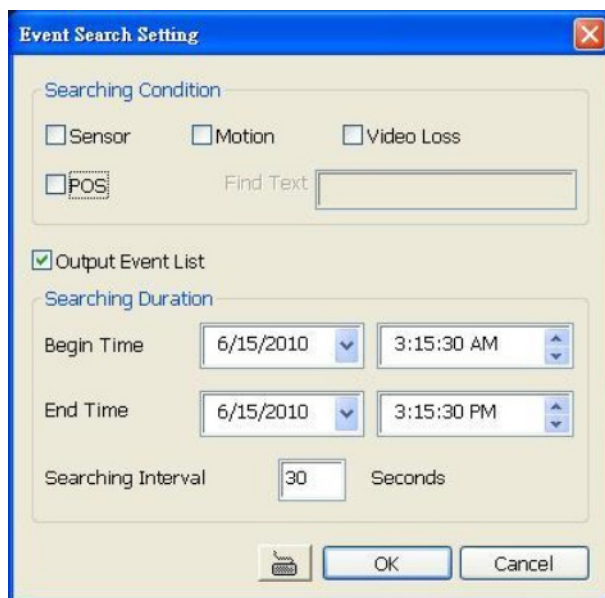 Event Search Setting
Searching Condition
Sensor Motion Video Loss
POS Find Text
Output Event List
Searching Duration
Begin Time 6/15/2010 3:15:30 AM
End Time 6/15/2010 3:15:30 PM
Searching Interval 30 Seconds
OK Cancel